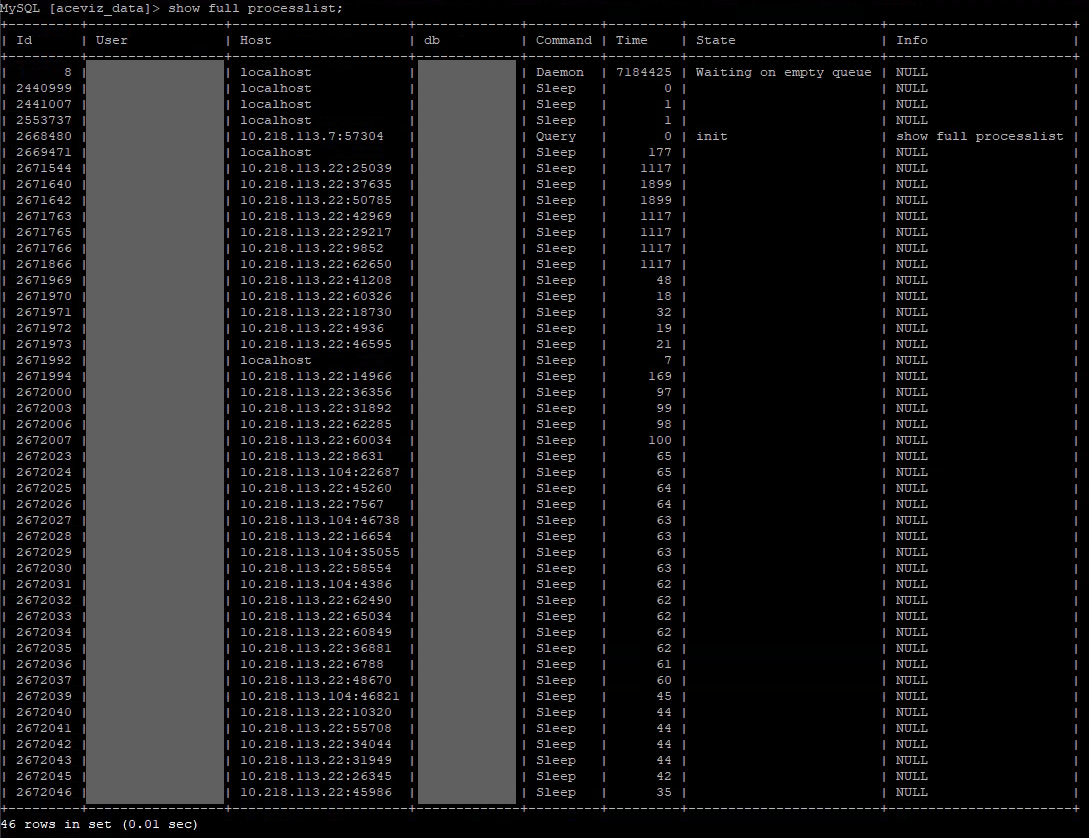 MySQL [aceviz_data]> show full processlist;
| Id | User | Host | db | Command | Time | State | Info |
| 8 | localhost | Daemon | 7184425 | Waiting on empty queue | NULL |
| 2440999 | localhost | Sleep | 0 | | NULL |
| 2441007 | localhost | Sleep | 1 | | NULL |
| 2553737 | localhost | Sleep | 1 | | NULL |
| 2668480 | 10.218.113.7:57304 | Query | 0 | init | show full processlist |
| 2669471 | localhost | Sleep | 177 | | NULL |
| 2671544 | 10.218.113.22:25039 | Sleep | 1117 | | NULL |
| 2671640 | 10.218.113.22:37635 | Sleep | 1899 | | NULL |
| 2671642 | 10.218.113.22:50785 | Sleep | 1899 | | NULL |
| 2671763 | 10.218.113.22:42969 | Sleep | 1117 | | NULL |
| 2671765 | 10.218.113.22:29217 | Sleep | 1117 | | NULL |
| 2671766 | 10.218.113.22:9852 | Sleep | 1117 | | NULL |
| 2671866 | 10.218.113.22:62650 | Sleep | 1117 | | NULL |
| 2671969 | 10.218.113.22:41208 | Sleep | 48 | | NULL |
| 2671970 | 10.218.113.22:60326 | Sleep | 18 | | NULL |
| 2671971 | 10.218.113.22:18730 | Sleep | 32 | | NULL |
| 2671972 | 10.218.113.22:4936 | Sleep | 19 | | NULL |
| 2671973 | 10.218.113.22:46595 | Sleep | 21 | | NULL |
| 2671992 | localhost | Sleep | 7 | | NULL |
| 2671994 | 10.218.113.22:14966 | Sleep | 169 | | NULL |
| 2672000 | 10.218.113.22:36356 | Sleep | 97 | | NULL |
| 2672003 | 10.218.113.22:31892 | Sleep | 99 | | NULL |
| 2672006 | 10.218.113.22:62285 | Sleep | 98 | | NULL |
| 2672007 | 10.218.113.22:60034 | Sleep | 100 | | NULL |
| 2672023 | 10.218.113.22:8631 | Sleep | 65 | | NULL |
| 2672024 | 10.218.113.104:22687 | Sleep | 65 | | NULL |
| 2672025 | 10.218.113.22:45260 | Sleep | 64 | | NULL |
| 2672026 | 10.218.113.22:7567 | Sleep | 64 | | NULL |
| 2672027 | 10.218.113.104:46738 | Sleep | 63 | | NULL |
| 2672028 | 10.218.113.22:16654 | Sleep | 63 | | NULL |
| 2672029 | 10.218.113.104:35055 | Sleep | 63 | | NULL |
| 2672030 | 10.218.113.22:58554 | Sleep | 63 | | NULL |
| 2672031 | 10.218.113.104:4386 | Sleep | 62 | | NULL |
| 2672032 | 10.218.113.22:62490 | Sleep | 62 | | NULL |
| 2672033 | 10.218.113.22:65034 | Sleep | 62 | | NULL |
| 2672034 | 10.218.113.22:60849 | Sleep | 62 | | NULL |
| 2672035 | 10.218.113.22:36881 | Sleep | 62 | | NULL |
| 2672036 | 10.218.113.22:6788 | Sleep | 61 | | NULL |
| 2672037 | 10.218.113.22:48670 | Sleep | 60 | | NULL |
| 2672039 | 10.218.113.104:46821 | Sleep | 45 | | NULL |
| 2672040 | 10.218.113.22:10320 | Sleep | 44 | | NULL |
| 2672041 | 10.218.113.22:55708 | Sleep | 44 | | NULL |
| 2672042 | 10.218.113.22:34044 | Sleep | 44 | | NULL |
| 2672043 | 10.218.113.22:31949 | Sleep | 44 | | NULL |
| 2672045 | 10.218.113.22:26345 | Sleep | 42 | | NULL |
| 2672046 | 10.218.113.22:45986 | Sleep | 35 | | NULL |
46 rows in set (0.01 sec)